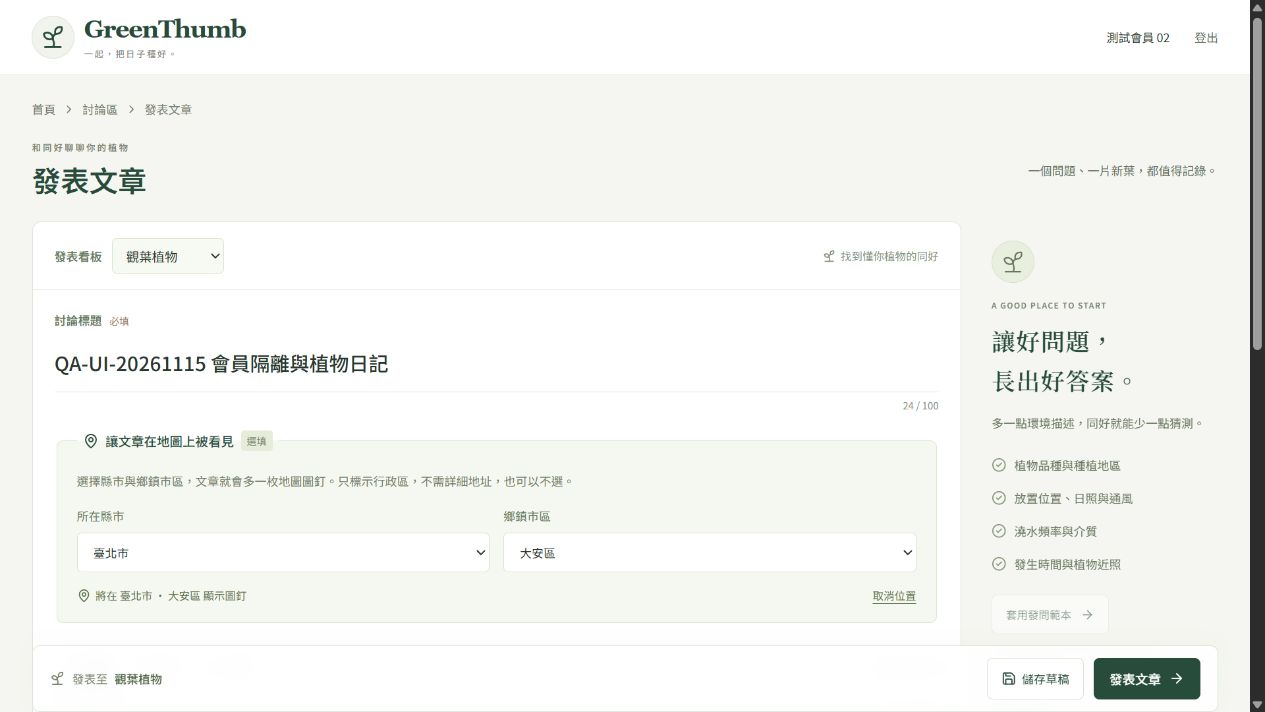 GreenThumb
一起，把日子種好。
測試會員 02
登出
首頁
討論區
發表文章
和同好聊聊你的植物
發表文章
一個問題、一片新葉，都值得記錄。
發表看板
觀葉植物
找到懂你植物的同好
討論標題 必填
QA-UI-20261115 會員隔離與植物日記
24 / 100
讓文章在地圖上被看見 選填
選擇縣市與鄉鎮市區，文章就會多一枚地圖圖釘。只標示行政區，不需詳細地址，也可以不選。
所在縣市
鄉鎮市區
臺北市
大安區
將在 臺北市 · 大安區 顯示圖釘
取消位置
A GOOD PLACE TO START
讓好問題，
長出好答案。
多一點環境描述，同好就能少一點猜測。
植物品種與種植地區
放置位置、日照與通風
澆水頻率與介質
發生時間與植物近照
套用發問範本
發表至 觀葉植物
儲存草稿
發表文章